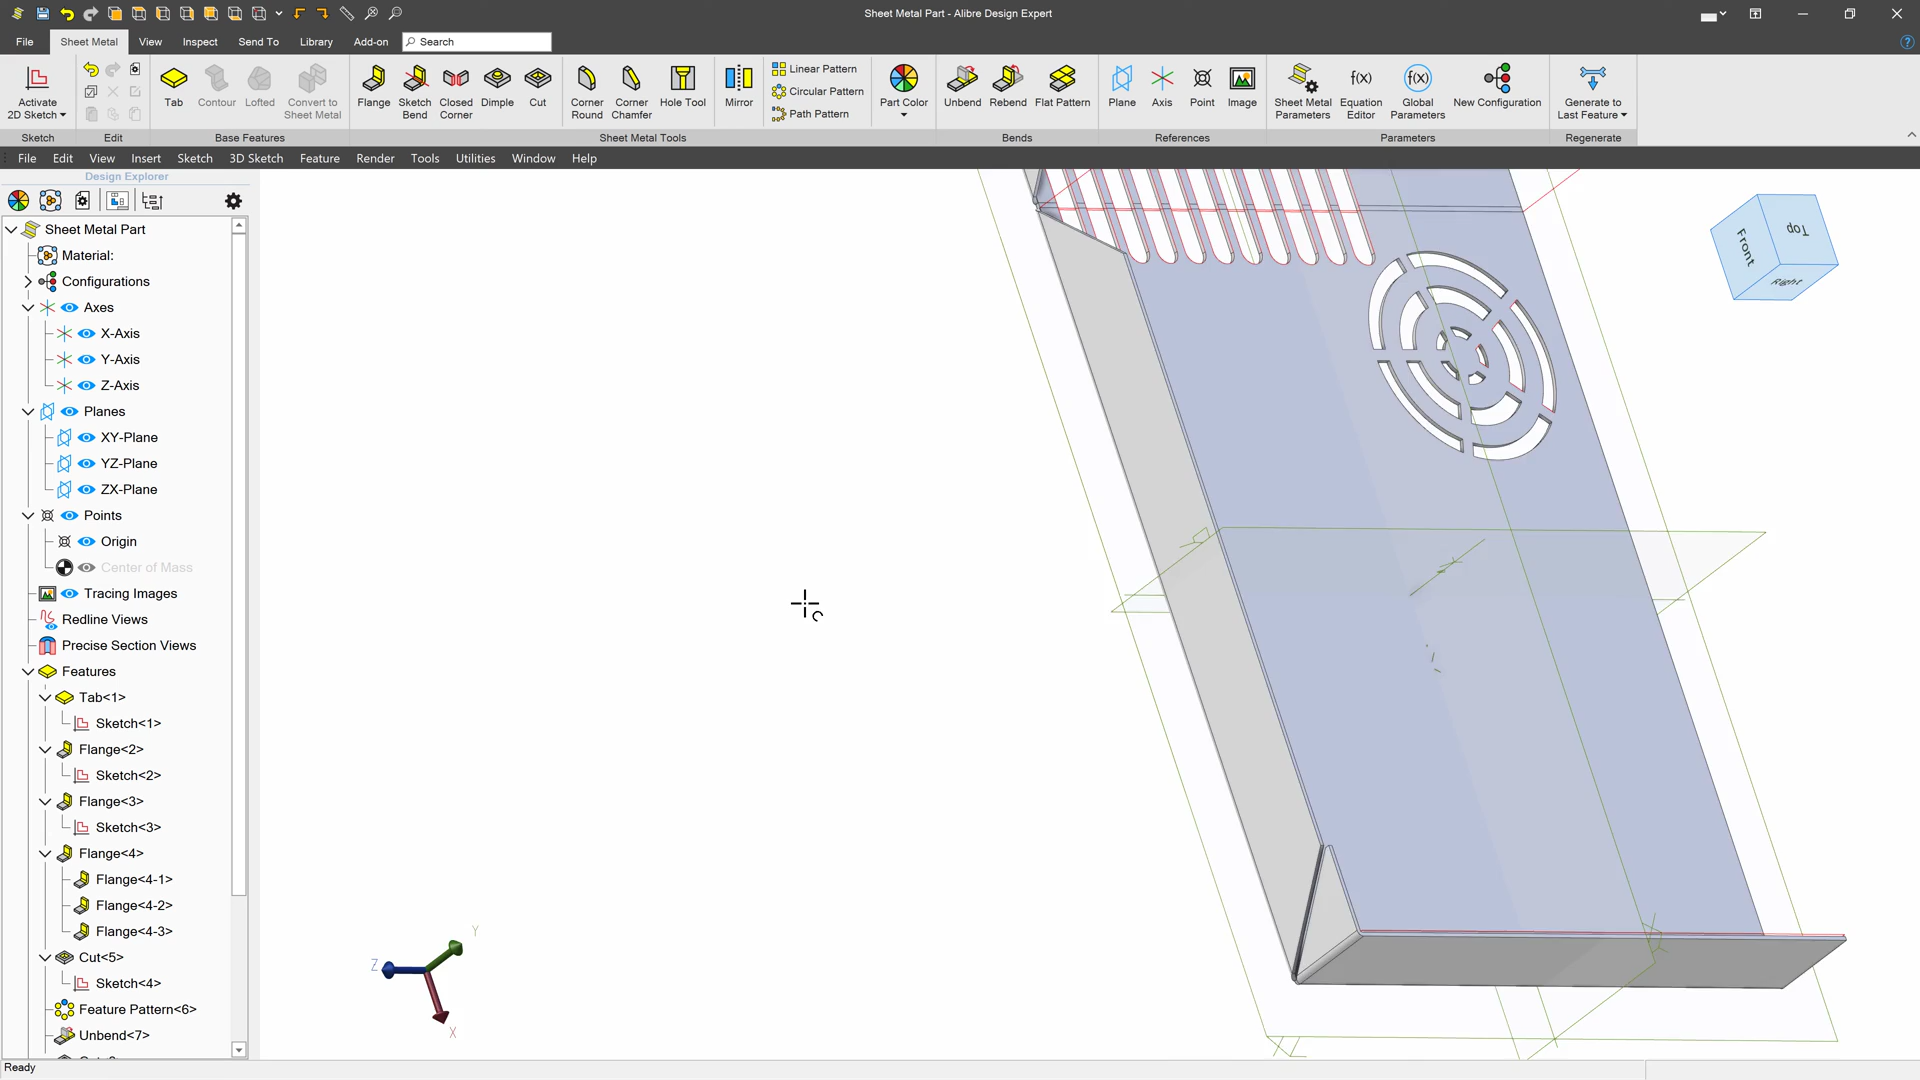 Sheet Metal Part - Alibre Design Expert
File
Sheet Metal
View
Inspect
Send To
Library
Add-on
Search
Activate
2D Sketch
Tab
Contour
Lofted
Convert to
Sheet Metal
Flange
Sketch
Bend
Closed
Corner
Dimple
Cut
Corner
Round
Corner
Chamfer
Hole Tool
Mirror
Linear Pattern
Circular Pattern
Path Pattern
Part Color
Unbend
Rebend
Flat Pattern
Plane
Axis
Point
Image
Sheet Metal
Parameters
f(x)
Equation
Editor
f(x)
Global
Parameters
New Configuration
Generate to
Last Feature
Sketch
Edit
Base Features
Sheet Metal Tools
Bends
References
Parameters
Regenerate
File
Edit
View
Insert
Sketch
3D Sketch
Feature
Render
Tools
Utilities
Window
Help
Design Explorer
Sheet Metal Part
Material:
Configurations
Axes
X-Axis
Y-Axis
Z-Axis
Planes
XY-Plane
YZ-Plane
ZX-Plane
Points
Origin
Center of Mass
Tracing Images
Redline Views
Precise Section Views
Features
Tab<1>
Sketch<1>
Flange<2>
Sketch<2>
Flange<3>
Sketch<3>
Flange<4>
Flange<4-1>
Flange<4-2>
Flange<4-3>
Cut<5>
Sketch<4>
Feature Pattern<6>
Unbend<7>
Front
Top
Right
Y
Z
X
Ready